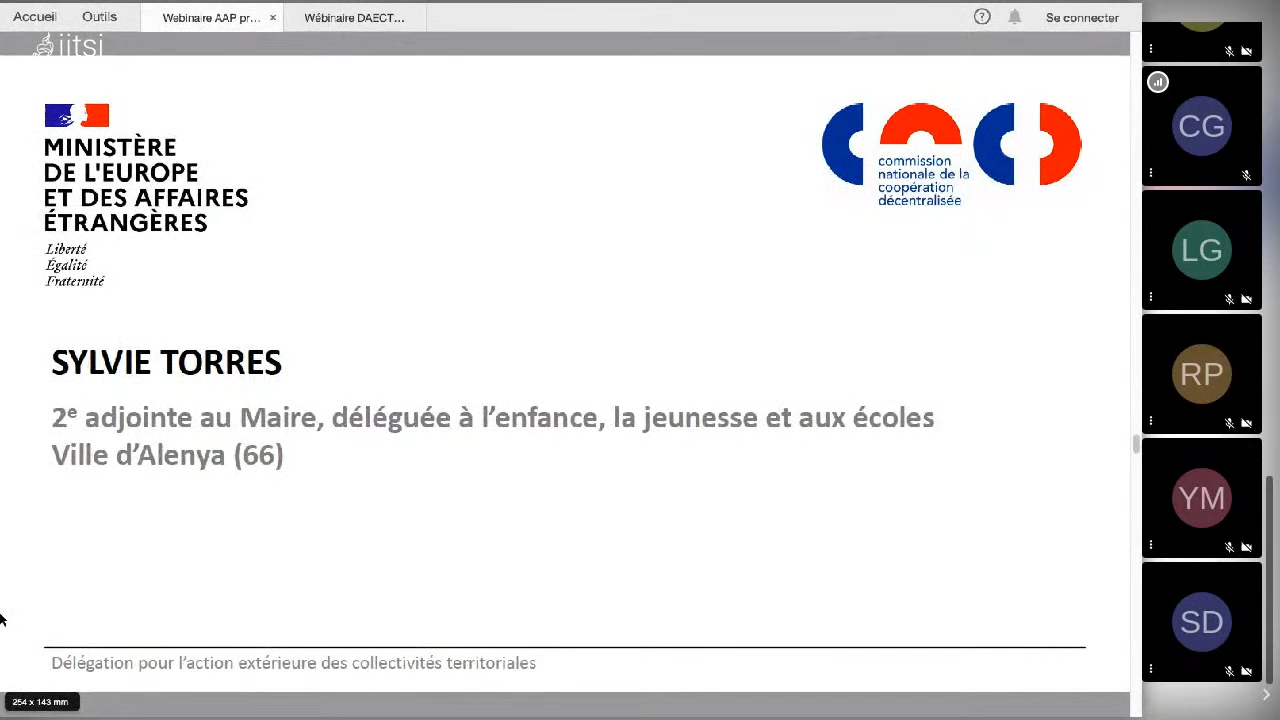 Accueil
Outils
Webinaire AAP pr...
×
Wébinaire DAECT...
?
Se connecter
jitsi
MINISTÈRE
DE L'EUROPE
ET DES AFFAIRES
ÉTRANGÈRES
Liberté
Égalité
Fraternité
commission
nationale de la
coopération
décentralisée
SYLVIE TORRES
2e adjointe au Maire, déléguée à l’enfance, la jeunesse et aux écoles
Ville d’Alenya (66)
Délégation pour l’action extérieure des collectivités territoriales
254 x 143 mm
CG
LG
RP
YM
SD